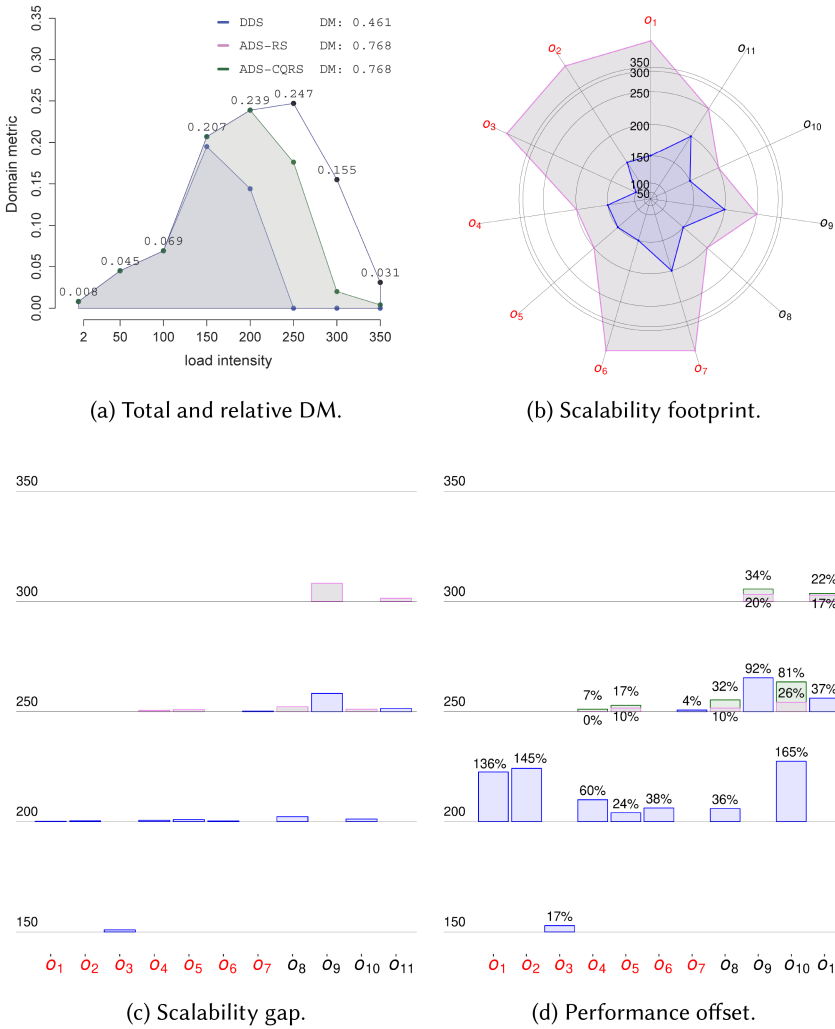 0.35
0.30
0.25
0.20
0.15
0.10
0.05
0.00
Domain metric
DDS DM: 0.461
ADS-RS DM: 0.768
ADS-CQRS DM: 0.768
0.008
0.045
0.069
0.207
0.239
0.247
0.155
0.031
2 50 100 150 200 250 300 350
load intensity
(a) Total and relative DM.
o1
o2
o3
o4
o5
o6
o7
o8
o9
o10
o11
350
300
250
200
150
100
50
(b) Scalability footprint.
350
300
250
200
150
o1 o2 o3 o4 o5 o6 o7 o8 o9 o10 o11
(c) Scalability gap.
350
300
34% 22%
20% 17%
250
7% 17% 4% 32% 92% 81% 37%
0% 10% 10% 26%
200
136% 145% 60% 24% 38% 36% 165%
150
17%
o1 o2 o3 o4 o5 o6 o7 o8 o9 o10 o1
(d) Performance offset.